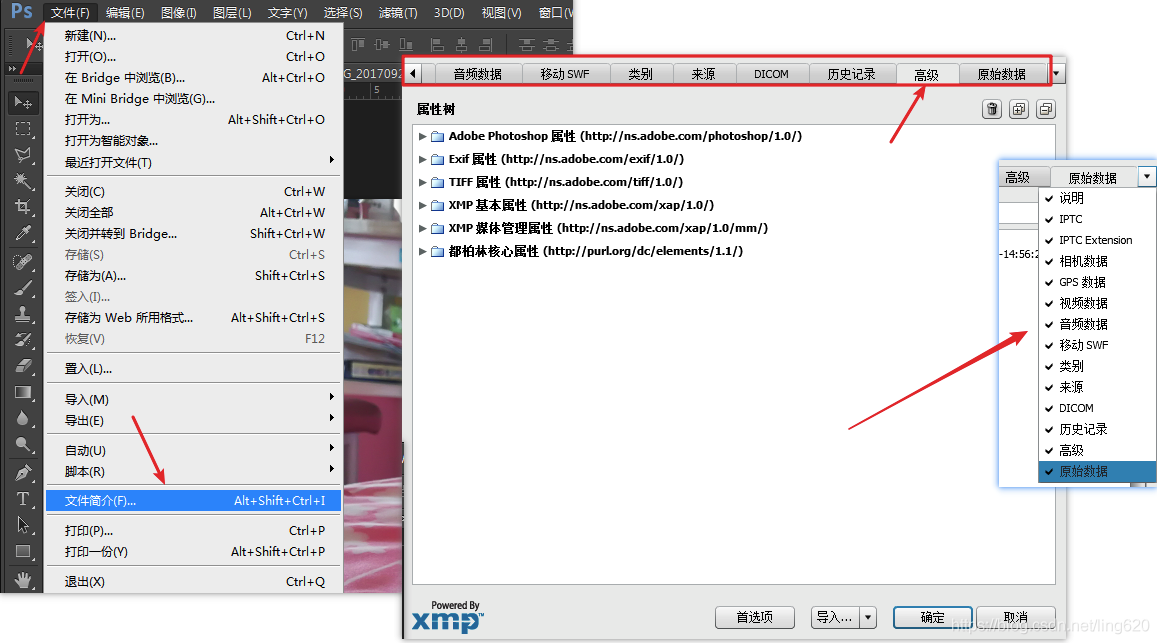 Ps 文件(F) 编辑(E) 图像(I) 图层(L) 文字(Y) 选择(S) 滤镜(T) 3D(D) 视图(V) 窗口(W
新建(N)... Ctrl+N
打开(O)... Ctrl+O
在 Bridge 中浏览(B)... Alt+Ctrl+O
在 Mini Bridge 中浏览(G)...
打开为... Alt+Shift+Ctrl+O
打开为智能对象...
最近打开文件(T)
关闭(C) Ctrl+W
关闭全部 Alt+Ctrl+W
关闭并转到 Bridge... Shift+Ctrl+W
存储(S) Ctrl+S
存储为(A)... Shift+Ctrl+S
签入(I)...
存储为 Web 所用格式... Alt+Shift+Ctrl+S
恢复(V) F12
置入(L)...
导入(M)
导出(E)
自动(U)
脚本(R)
文件简介(F)... Alt+Shift+Ctrl+I
打印(P)... Ctrl+P
打印一份(Y) Alt+Shift+Ctrl+P
退出(X) Ctrl+Q
G_201709
5
音频数据 移动 SWF 类别 来源 DICOM 历史记录 高级 原始数据
属性树
Adobe Photoshop 属性 (http://ns.adobe.com/photoshop/1.0/)
Exif 属性 (http://ns.adobe.com/exif/1.0/)
TIFF 属性 (http://ns.adobe.com/tiff/1.0/)
XMP 基本属性 (http://ns.adobe.com/xap/1.0/)
XMP 媒体管理属性 (http://ns.adobe.com/xap/1.0/mm/)
都柏林核心属性 (http://purl.org/dc/elements/1.1/)
Powered By
xmp™
首选项 导入... 确定 取消
高级 原始数据
-14:56:2
说明
IPTC
IPTC Extension
相机数据
GPS 数据
视频数据
音频数据
移动 SWF
类别
来源
DICOM
历史记录
高级
原始数据
https://blog.csdn.net/ling620